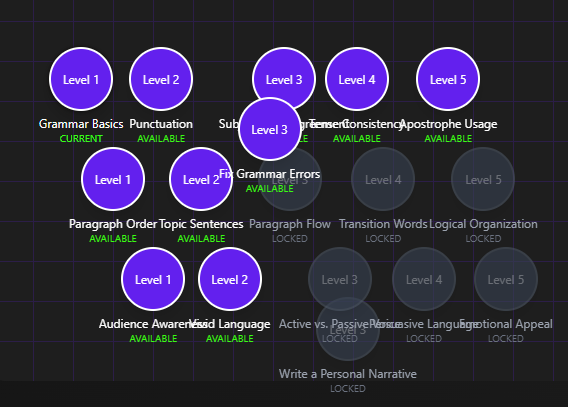 Level 1
Level 2
Level 3
Level 4
Level 5
Grammar Basics
Punctuation
Tense Consistency
Apostrophe Usage
CURRENT
AVAILABLE
AVAILABLE
AVAILABLE
Level 3
Fix Grammar Errors
AVAILABLE
Level 1
Level 2
Level 3
Level 4
Level 5
Paragraph Order
Topic Sentences
Paragraph Flow
Transition Words
Logical Organization
AVAILABLE
AVAILABLE
LOCKED
LOCKED
LOCKED
Level 1
Level 2
Level 3
Level 4
Level 5
Audience Awareness
Vivid Language
Active vs. Passive Voice
Persuasive Language
Emotional Appeal
AVAILABLE
AVAILABLE
LOCKED
LOCKED
LOCKED
Level 3
Write a Personal Narrative
LOCKED